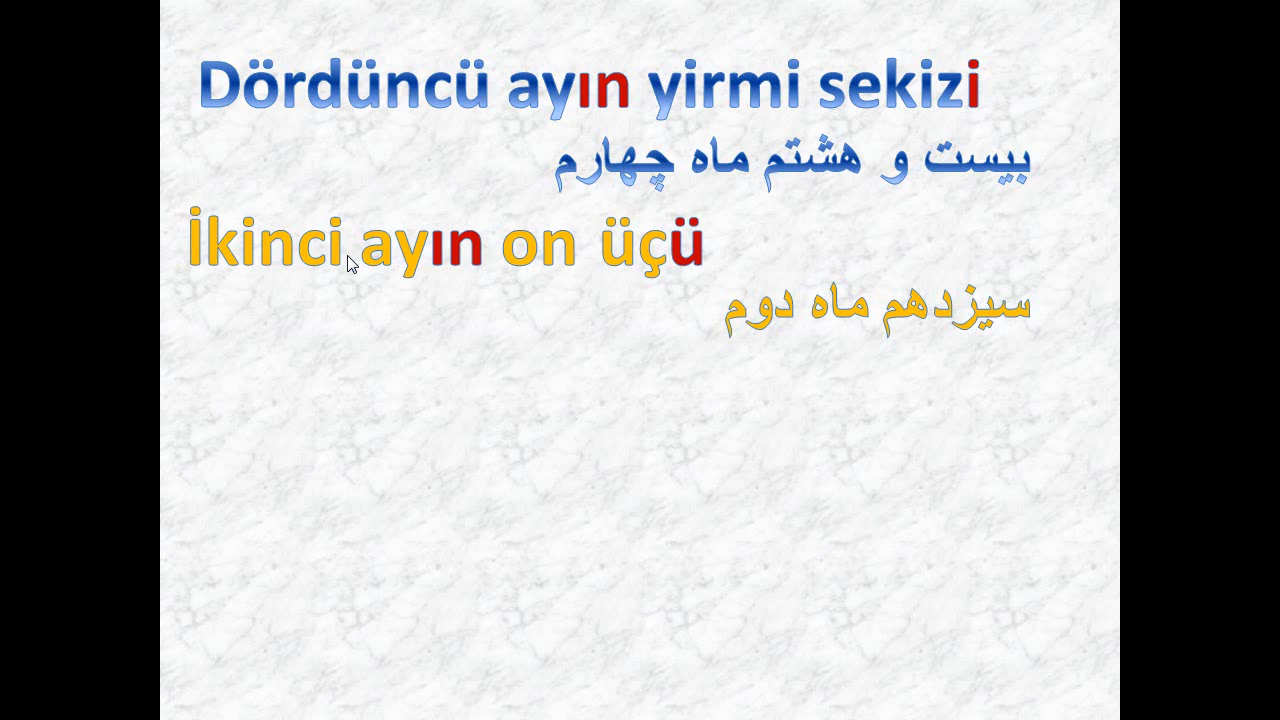 Dördüncü ayın yirmi sekizi
بیست و هشتم ماه چهارم
İkinci ayın on üçü
سیزدهم ماه دوم